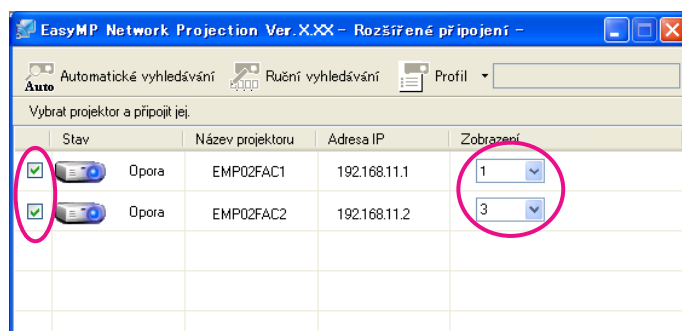 EasyMP Network Projection Ver.X.XX – Rozšířené připojení –
Auto Automatické vyhledávání Ruční vyhledávání Profil
Vybrat projektor a připojit jej.
Stav Název projektoru Adresa IP Zobrazení
Opora EMP02FAC1 192.168.11.1 1
Opora EMP02FAC2 192.168.11.2 3